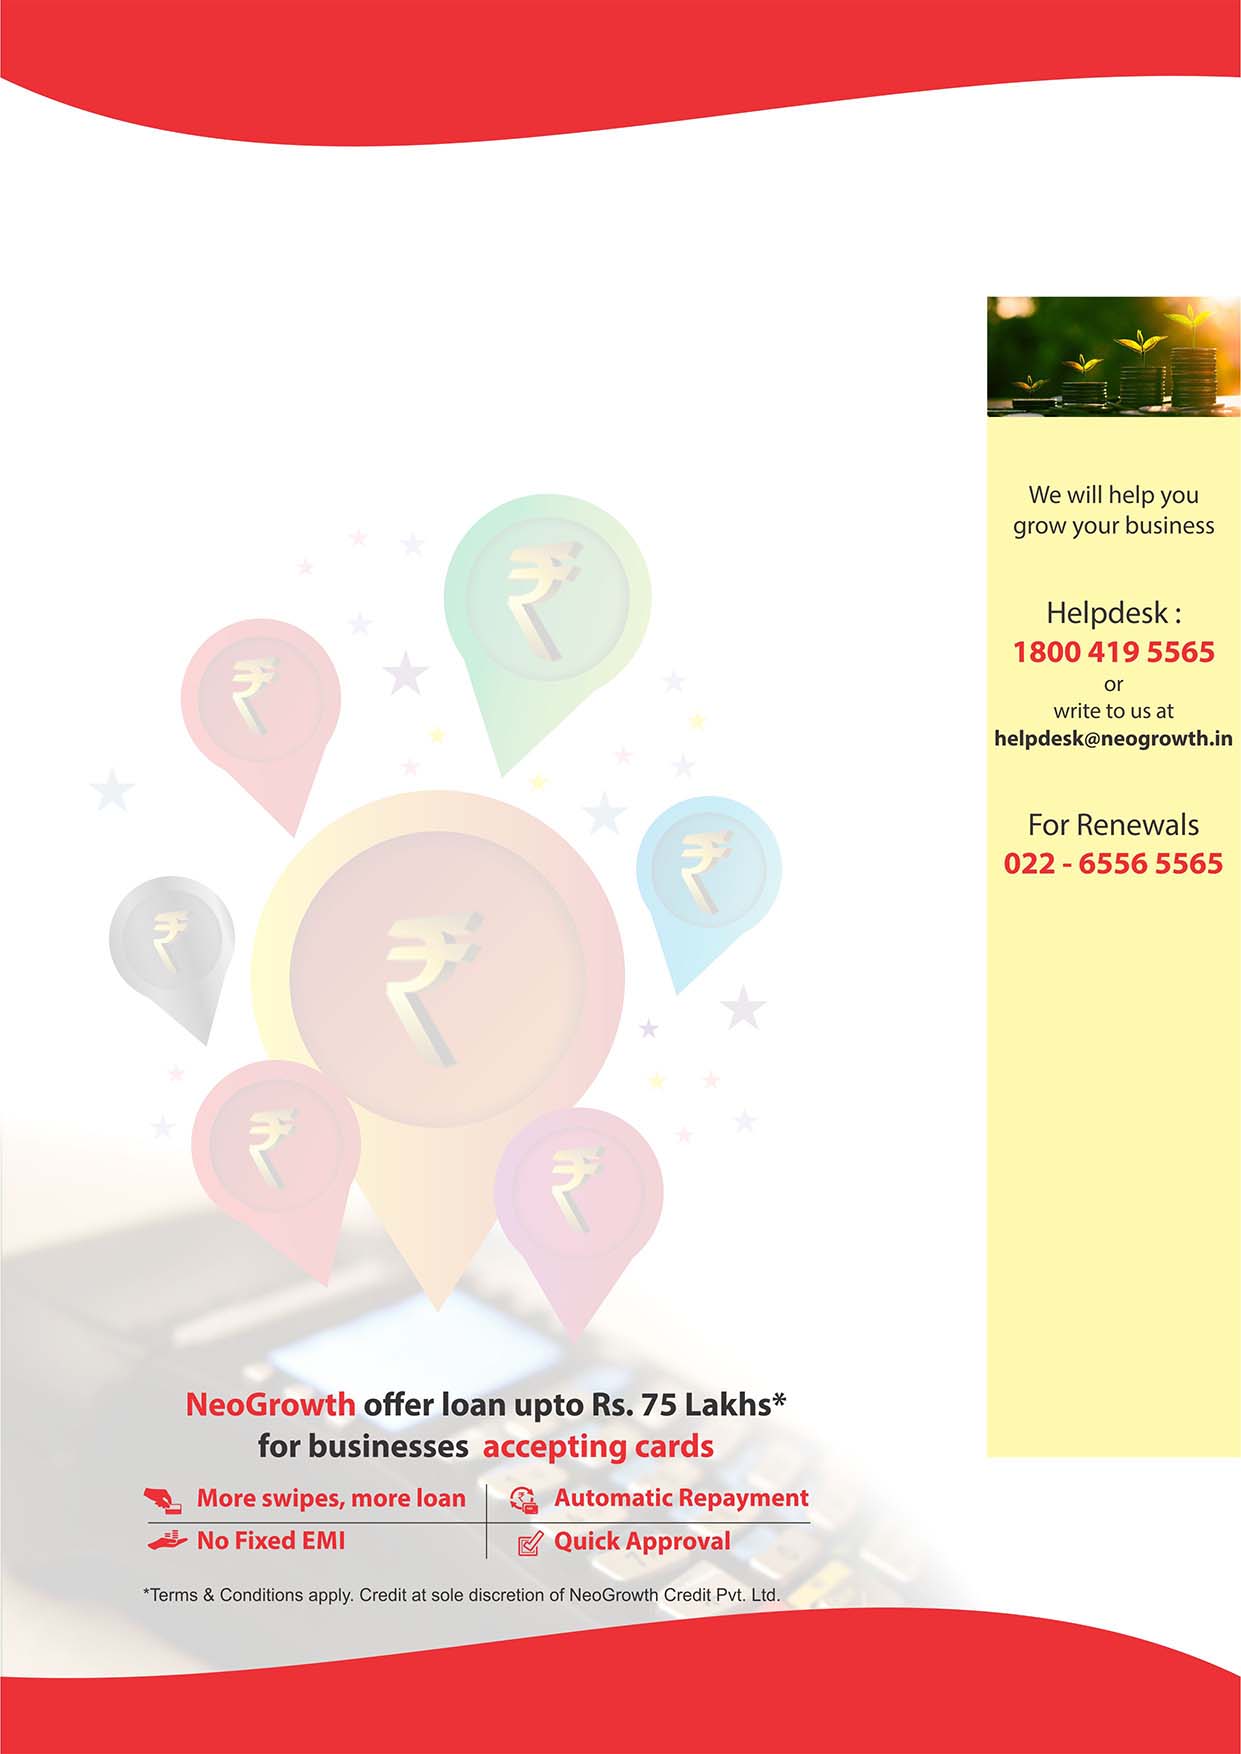 We will help you
grow your business
Helpdesk :
1800 419 5565
or
write to us at
helpdesk@neogrowth.in
For Renewals
022 - 6556 5565
NeoGrowth offer loan upto Rs. 75 Lakhs*
for businesses accepting cards
More swipes, more loan
Automatic Repayment
No Fixed EMI
Quick Approval
*Terms & Conditions apply. Credit at sole discretion of NeoGrowth Credit Pvt. Ltd.